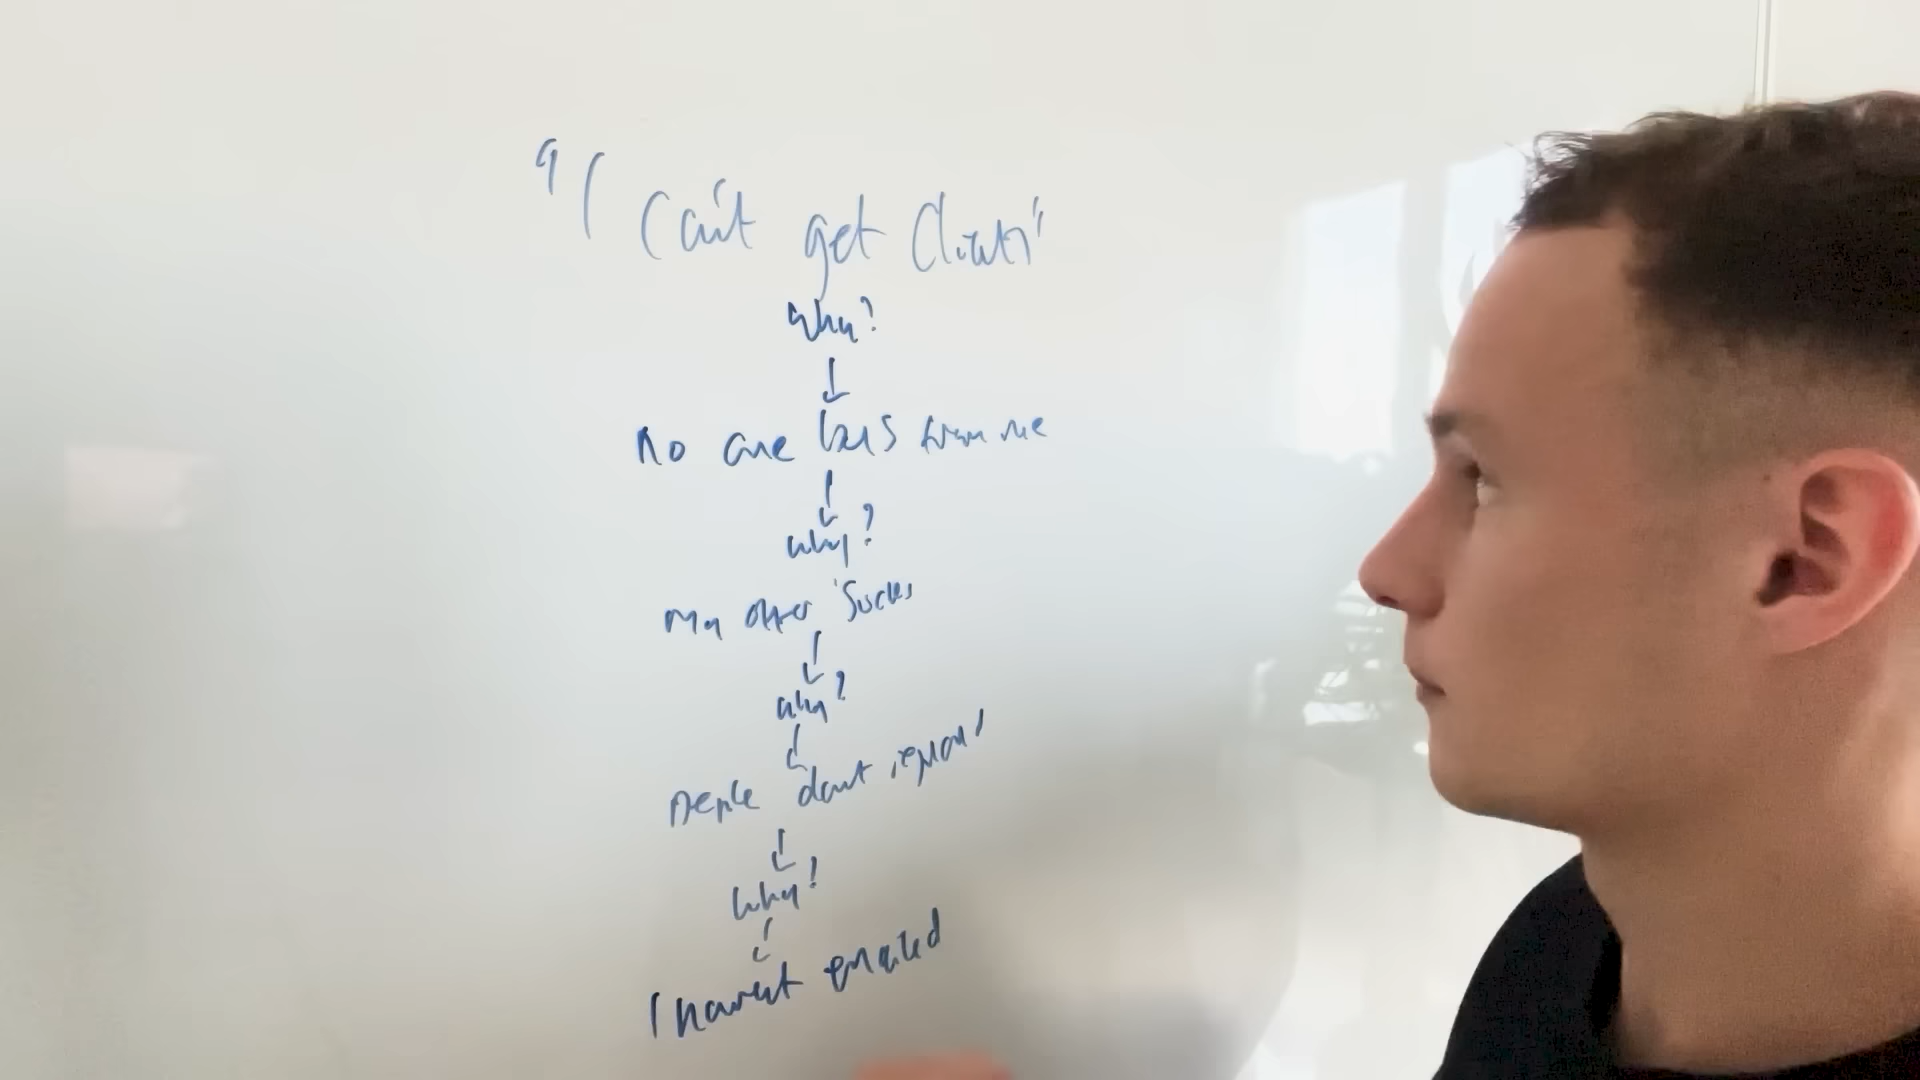 "I Can't get Clients"
Why?
No one buys from me
why?
My offer sucks
why?
People don't respond
why?
I haven't emailed